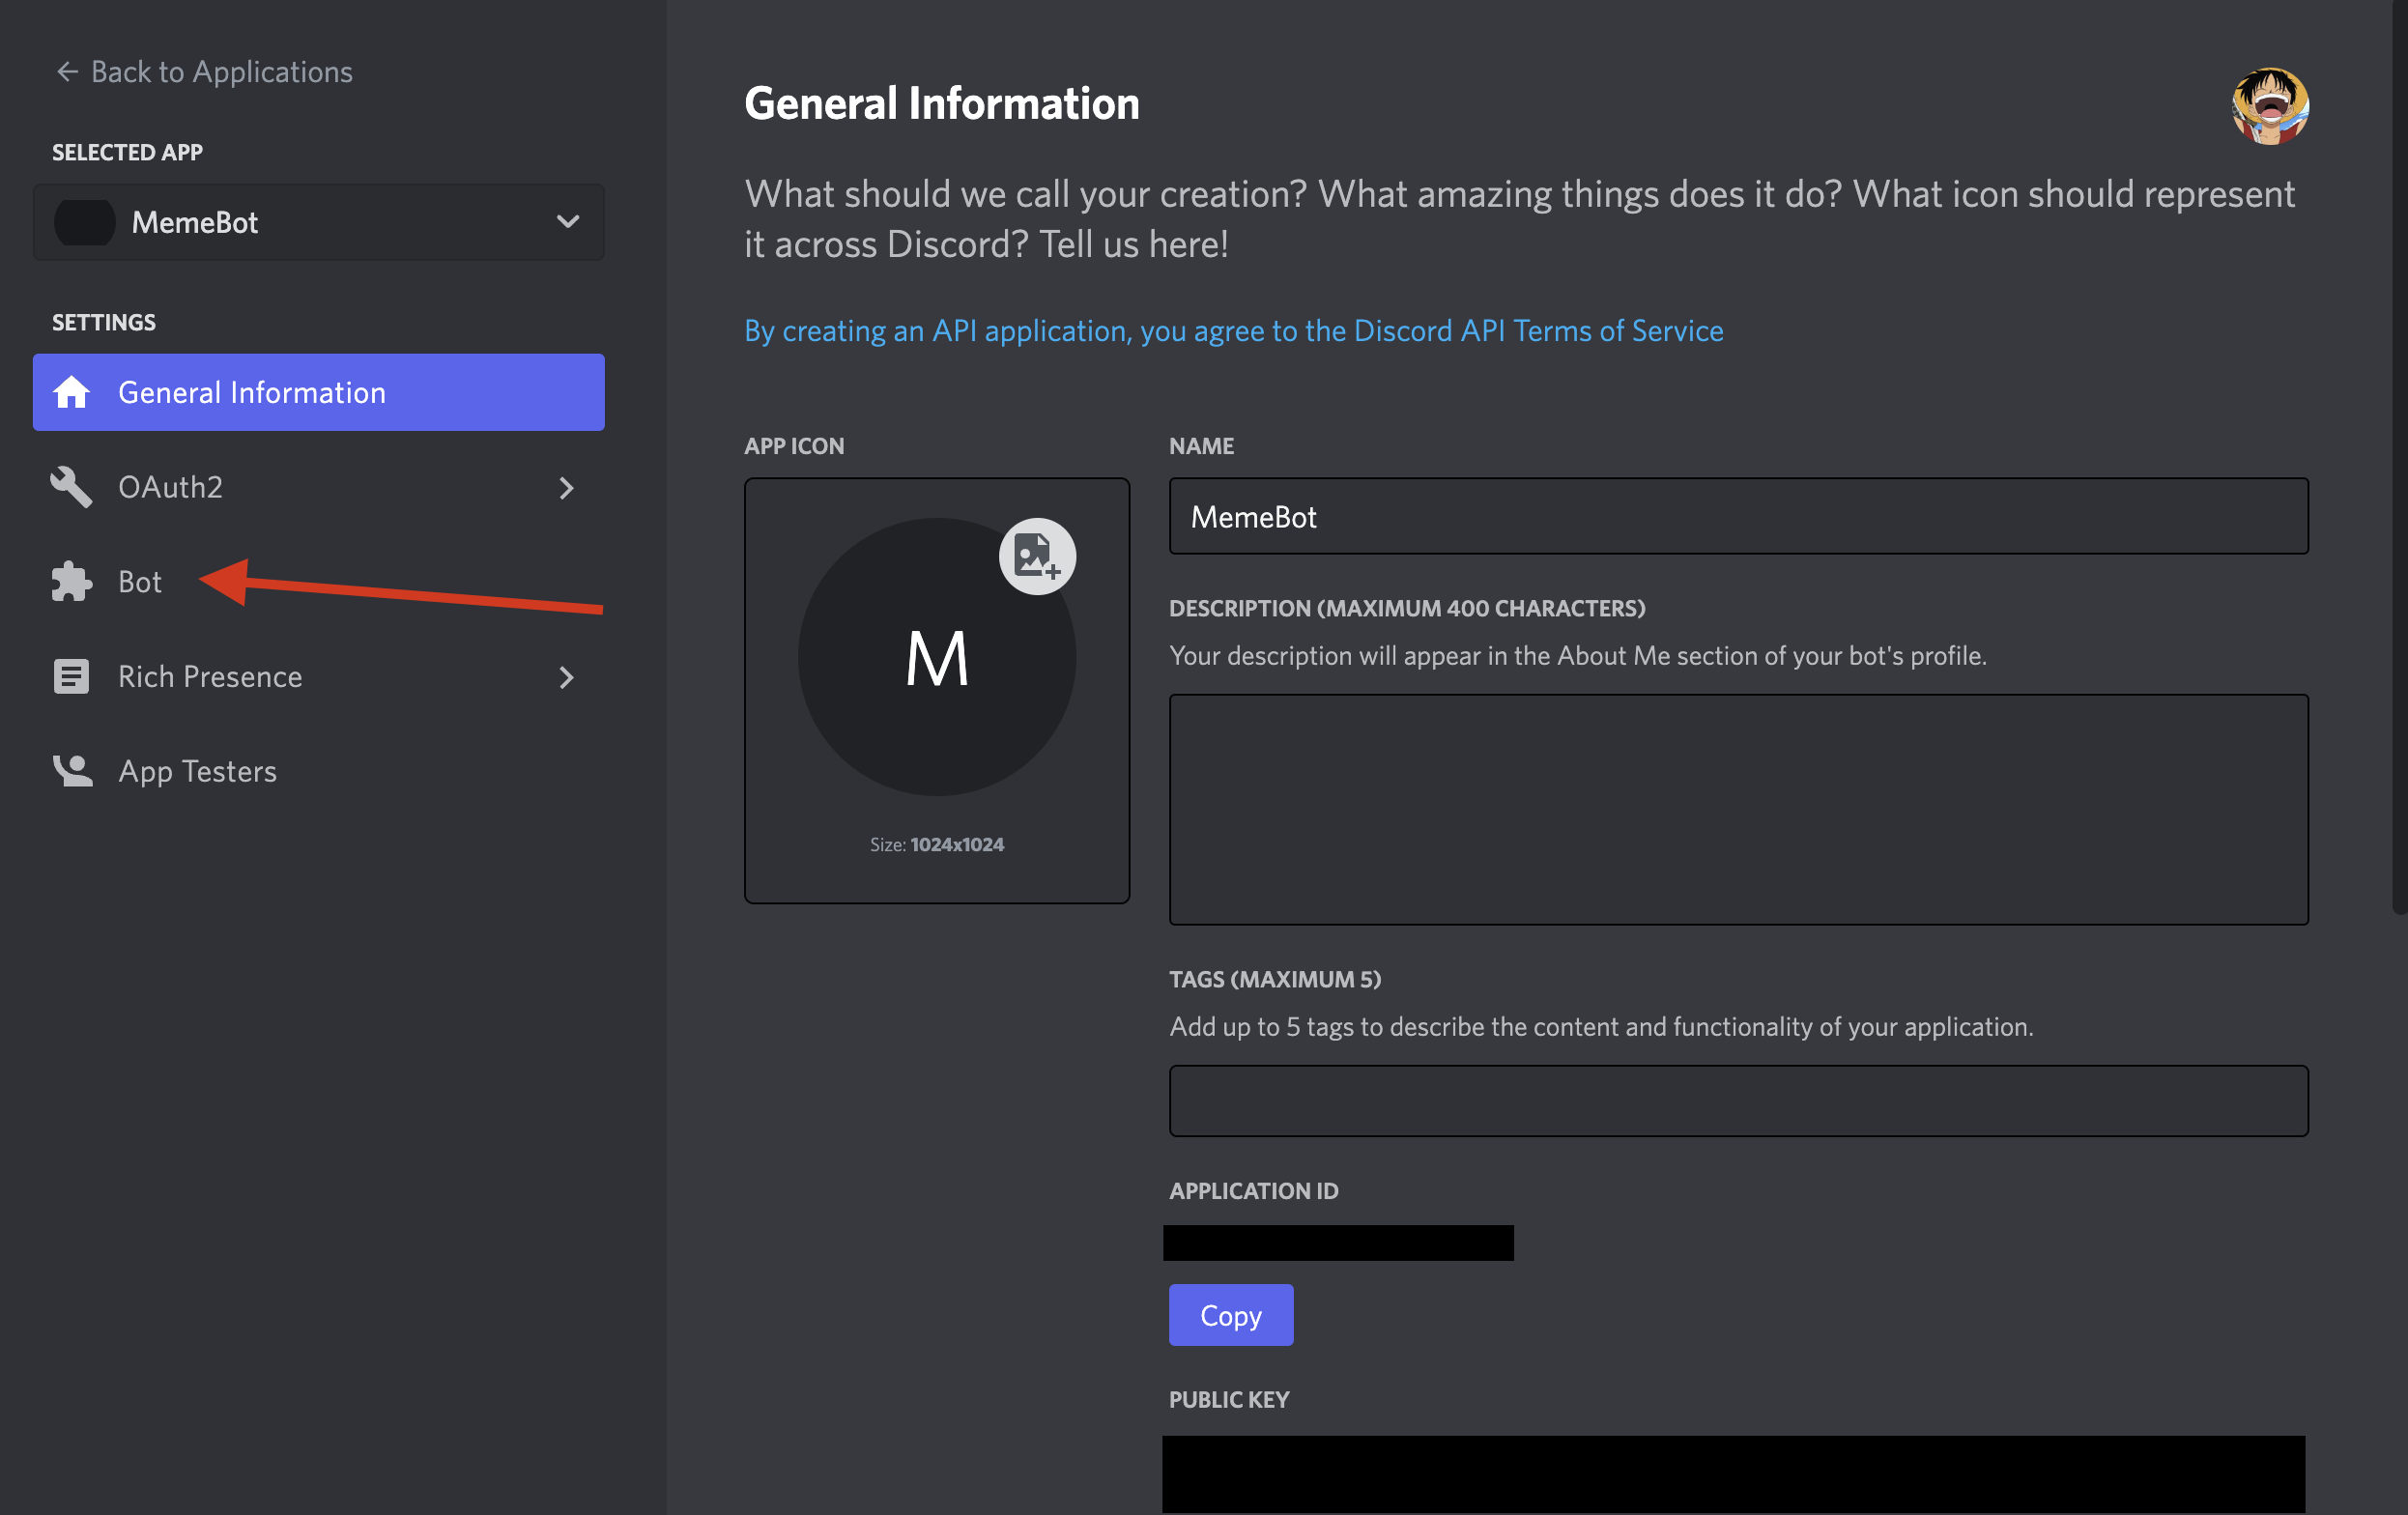 Back to Applications
SELECTED APP
MemeBot
SETTINGS
General Information
OAuth2
Bot
Rich Presence
App Testers
General Information
What should we call your creation? What amazing things does it do? What icon should represent
it across Discord? Tell us here!
By creating an API application, you agree to the Discord API Terms of Service
APP ICON
M
Size: 1024x1024
NAME
MemeBot
DESCRIPTION (MAXIMUM 400 CHARACTERS)
Your description will appear in the About Me section of your bot's profile.
TAGS (MAXIMUM 5)
Add up to 5 tags to describe the content and functionality of your application.
APPLICATION ID
Copy
PUBLIC KEY